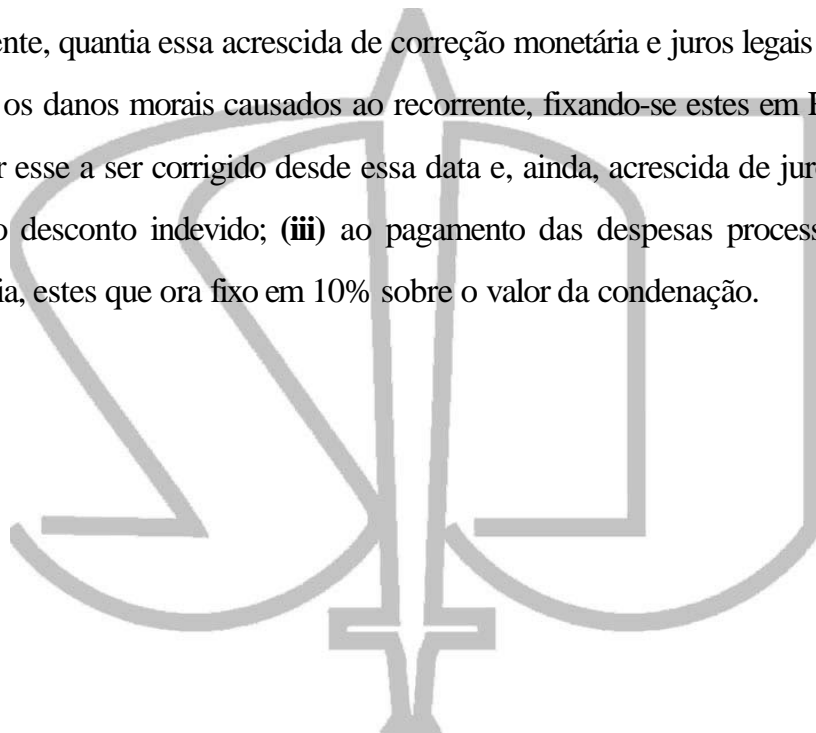 ente, quantia essa acrescida de correção monetária e juros legais
os danos morais causados ao recorrente, fixando-se estes em
r esse a ser corrigido desde essa data e, ainda, acrescida de jur
o desconto indevido; (iii) ao pagamento das despesas process
ia, estes que ora fixo em 10% sobre o valor da condenação.